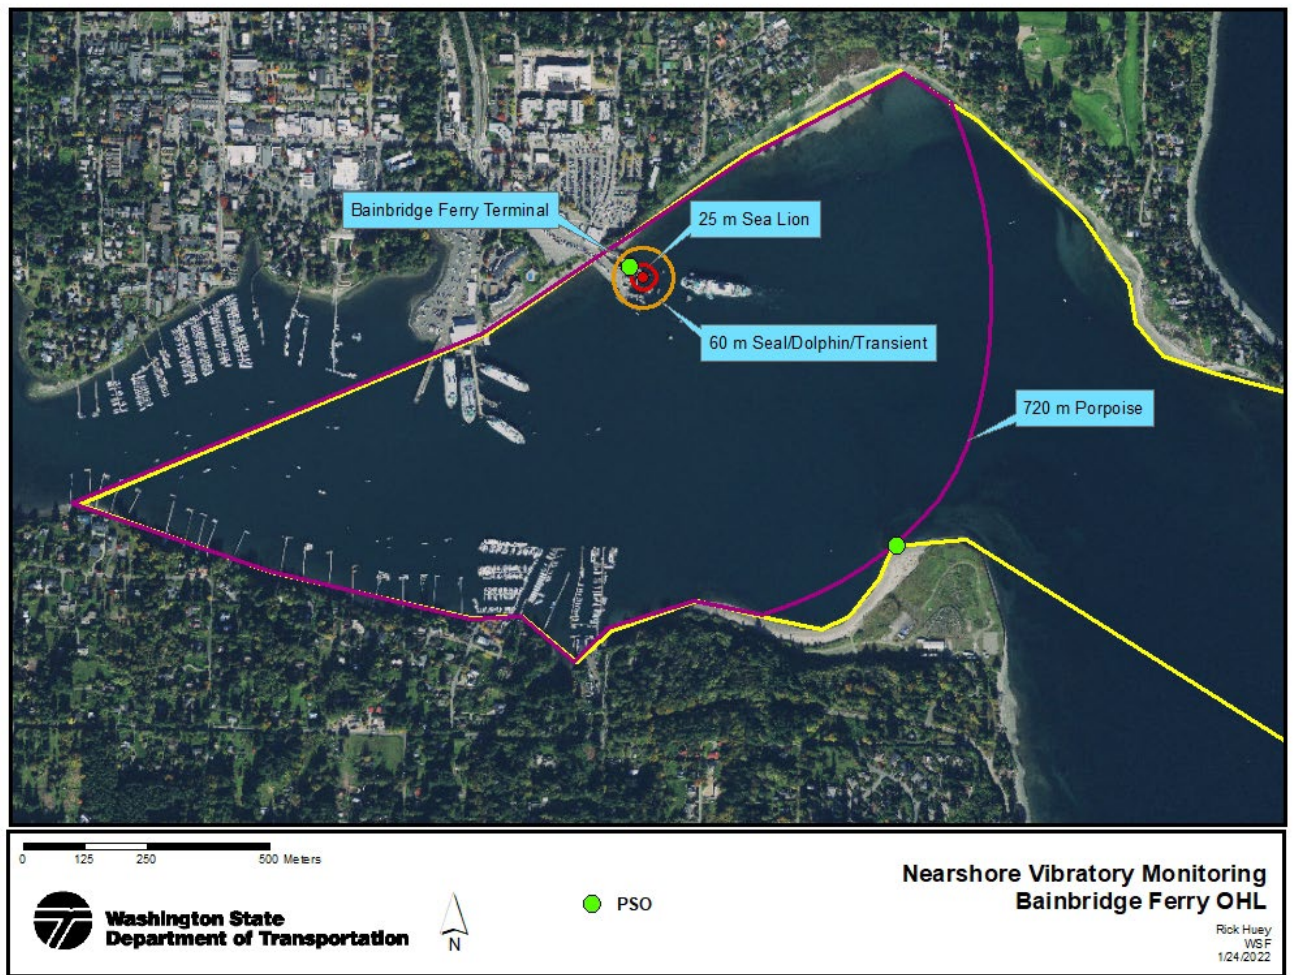 Bainbridge Ferry Terminal
25 m Sea Lion
60 m Seal/Dolphin/Transient
720 m Porpoise
0 125 250 500 Meters
Nearshore Vibratory Monitoring
Bainbridge Ferry OHL
Washington State
Department of Transportation
N
PSO
Rick Huey
WSF
1/24/2022